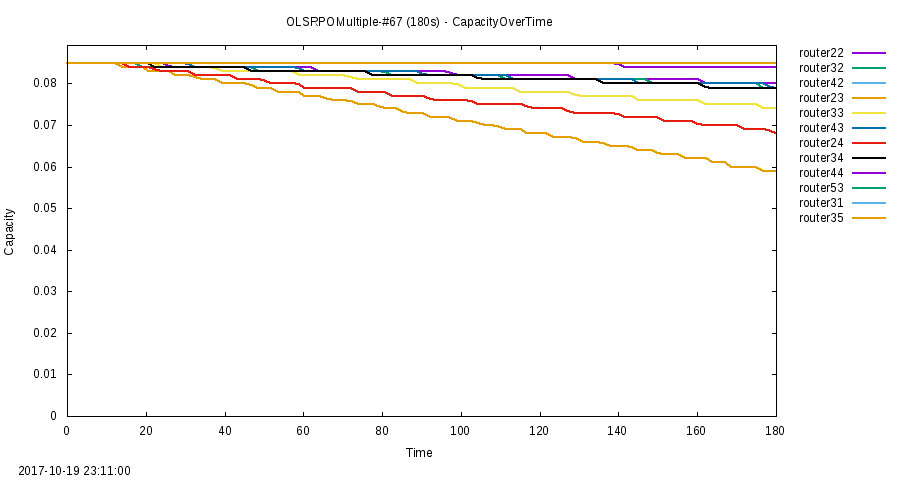 OLSRPOMultiple-#67 (180s) - CapacityOverTime
router22
router32
router42
router23
router33
router43
router24
router34
router44
router53
router31
router35
0.08
0.07
0.06
0.05
0.04
0.03
0.02
0.01
0
Capacity
0 20 40 60 80 100 120 140 160 180
Time
2017-10-19 23:11:00